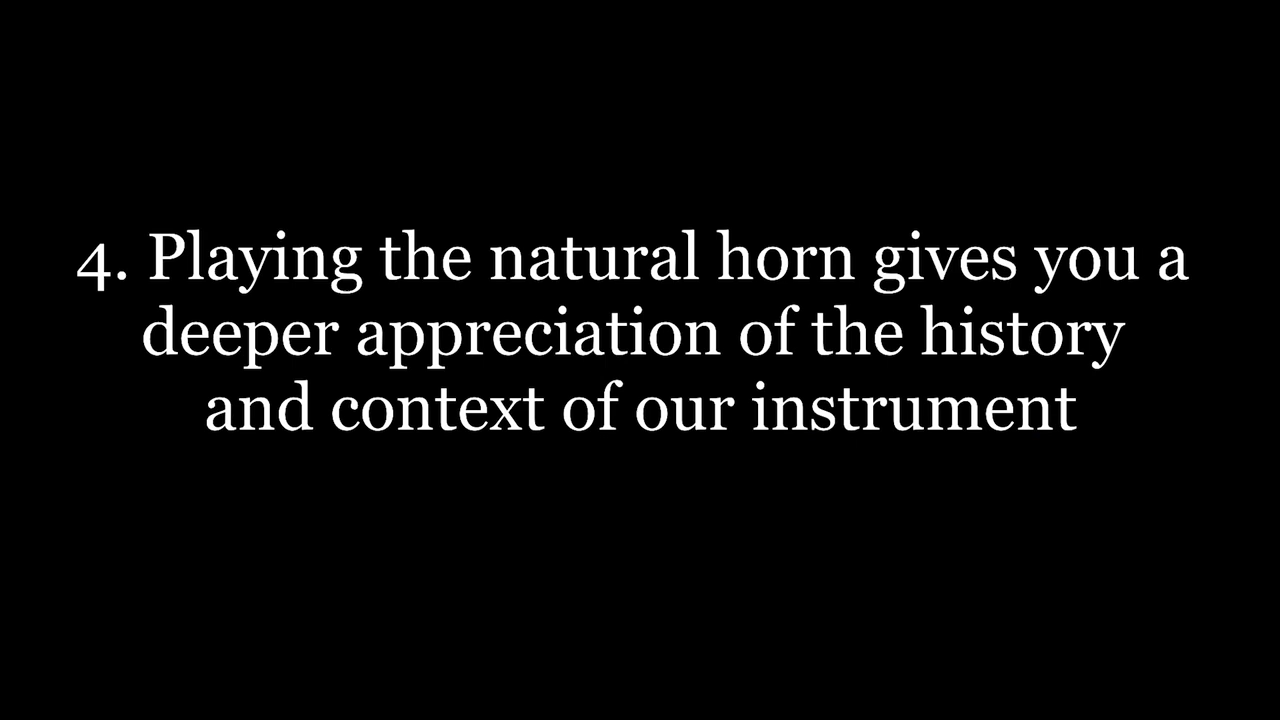 4. Playing the natural horn gives you a
deeper appreciation of the history
and context of our instrument